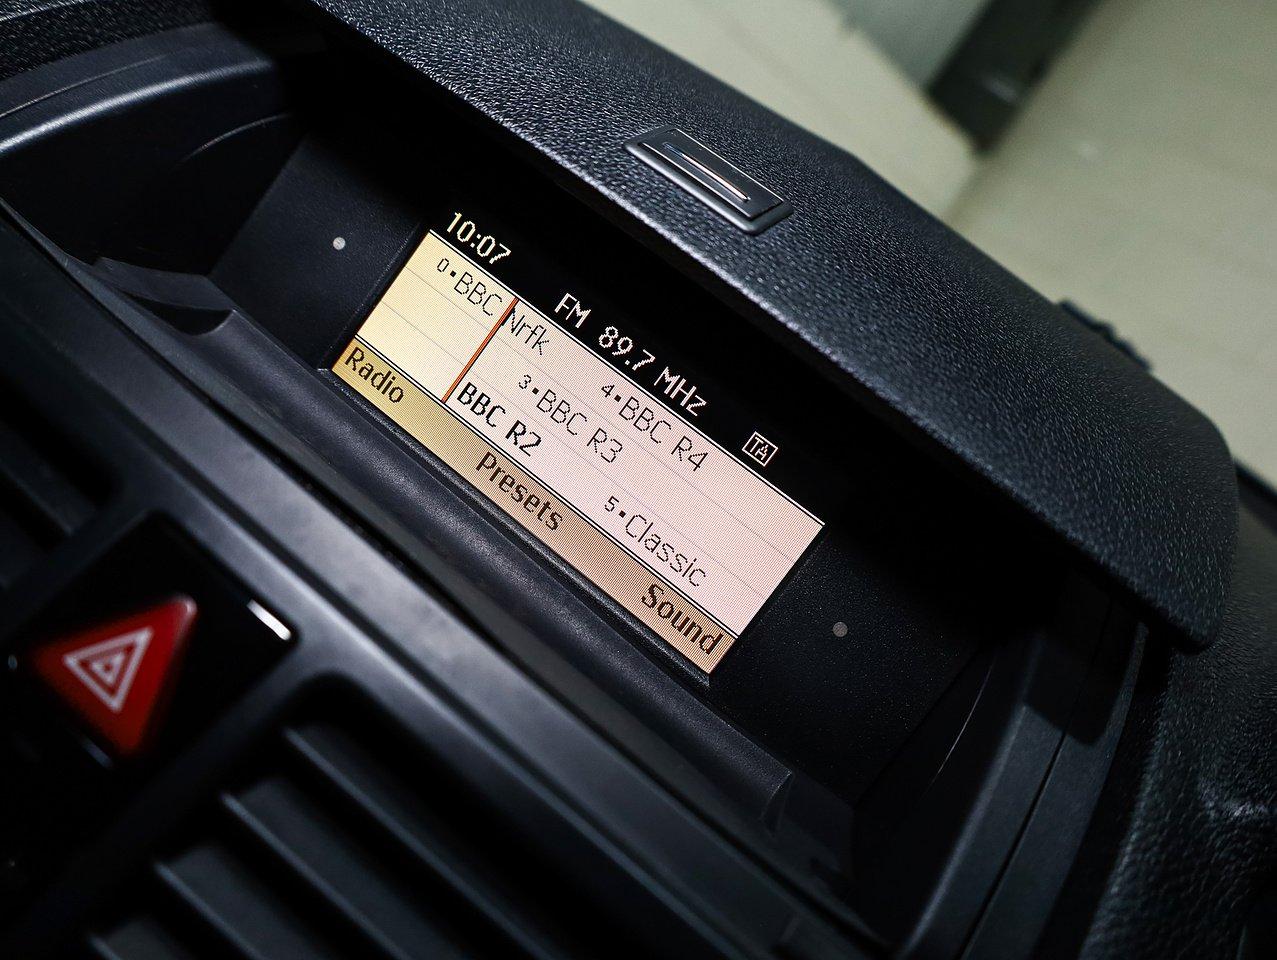 10:07
FM 89.7 MHz
TA
0•BBC Nrfk
3•BBC R3
4•BBC R4
BBC R2
5•Classic
Radio
Presets
Sound